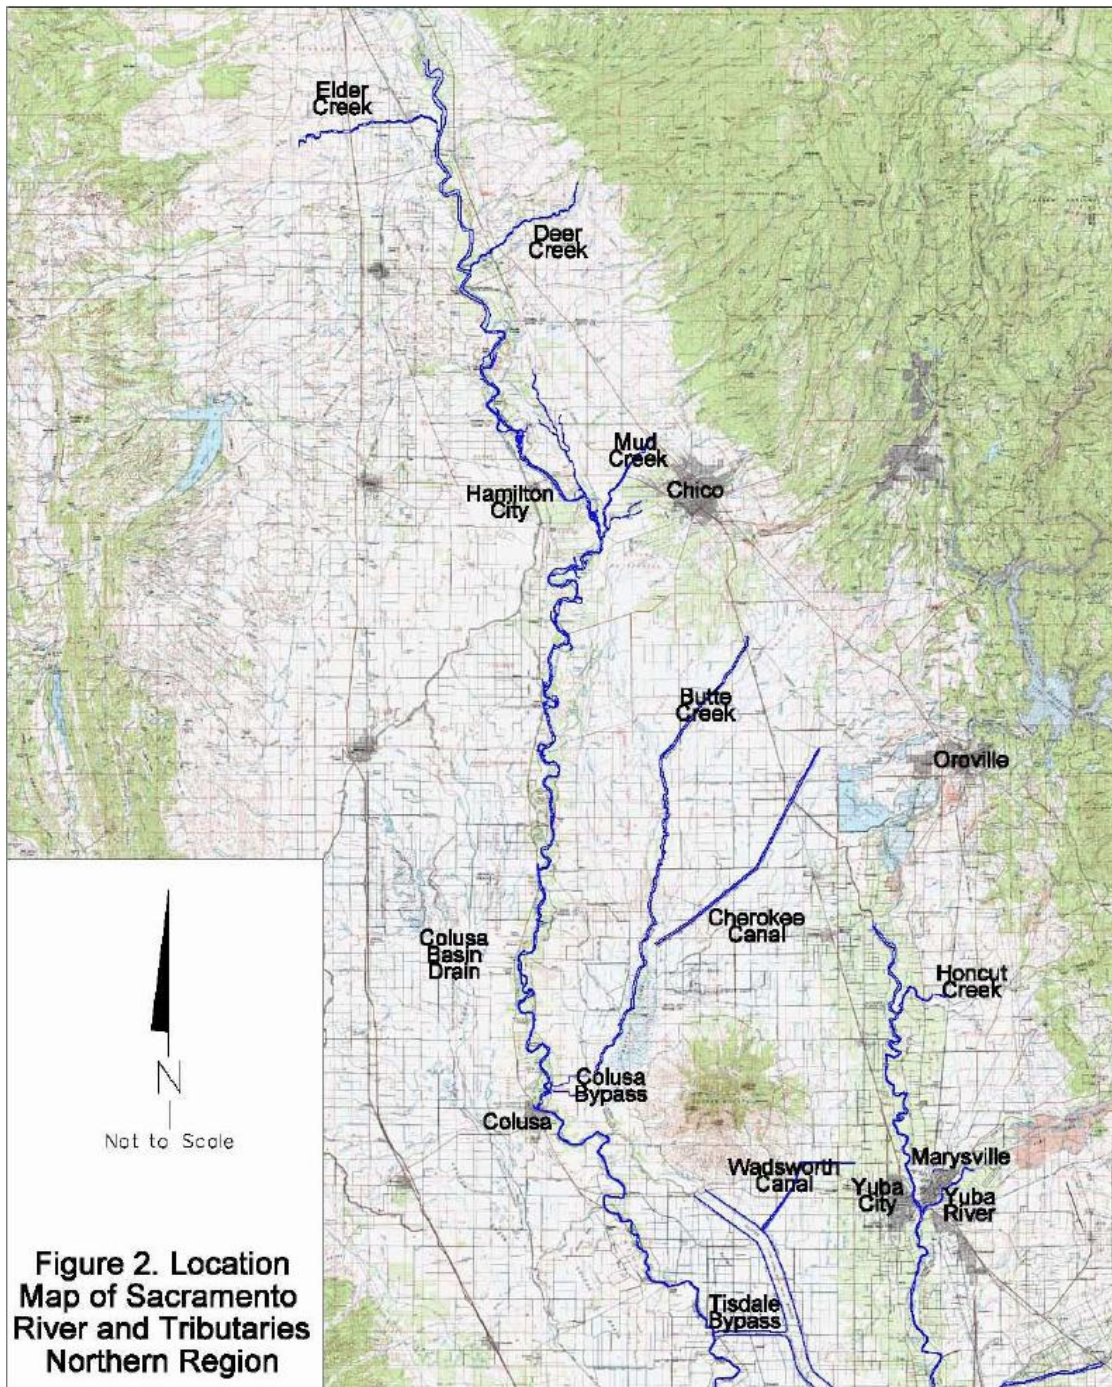 Elder
Creek
Deer
Creek
Mud
Creek
Hamilton
City
Chico
Butte
Creek
Oroville
Cherokee
Canal
Colusa
Basin
Drain
Honcut
Creek
Colusa
Bypass
Colusa
Wadsworth
Canal
Marysville
Yuba
City
Yuba
River
Tisdale
Bypass
N
Not to Scale
Figure 2. Location
Map of Sacramento
River and Tributaries
Northern Region